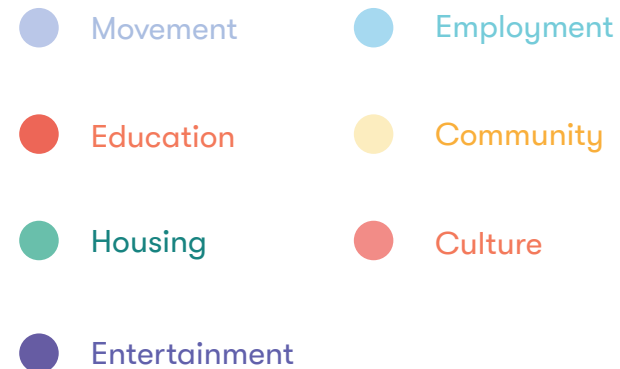 Movement
Employment
Education
Community
Housing
Culture
Entertainment